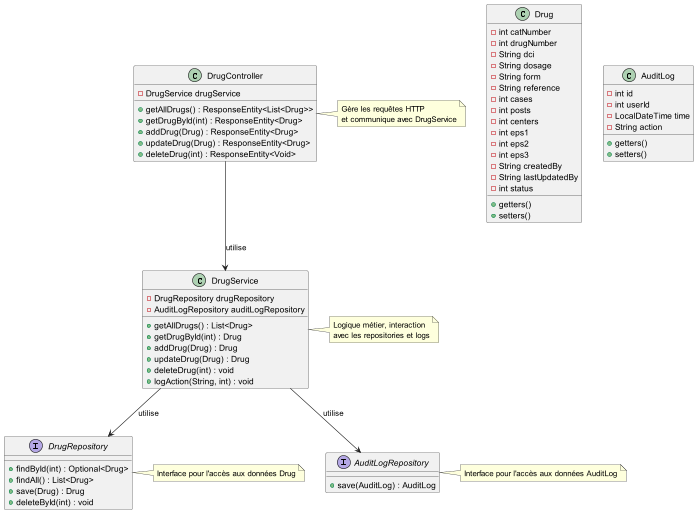 C DrugController
DrugService drugService
getAllDrugs() : ResponseEntity<List<Drug>>
getDrugById(int) : ResponseEntity<Drug>
addDrug(Drug) : ResponseEntity<Drug>
updateDrug(Drug) : ResponseEntity<Drug>
deleteDrug(int) : ResponseEntity<Void>
Gère les requêtes HTTP
et communique avec DrugService
C Drug
int catNumber
int drugNumber
String dci
String dosage
String form
String reference
int cases
int posts
int centers
int eps1
int eps2
int eps3
String createdBy
String lastUpdatedBy
int status
getters()
setters()
C AuditLog
int id
int userId
LocalDateTime time
String action
getters()
setters()
utilise
C DrugService
DrugRepository drugRepository
AuditLogRepository auditLogRepository
getAllDrugs() : List<Drug>
getDrugById(int) : Drug
addDrug(Drug) : Drug
updateDrug(Drug) : Drug
deleteDrug(int) : void
logAction(String, int) : void
Logique métier, interaction
avec les repositories et logs
utilise
utilise
I DrugRepository
findById(int) : Optional<Drug>
findAll() : List<Drug>
save(Drug) : Drug
deleteById(int) : void
Interface pour l'accès aux données Drug
I AuditLogRepository
save(AuditLog) : AuditLog
Interface pour l'accès aux données AuditLog